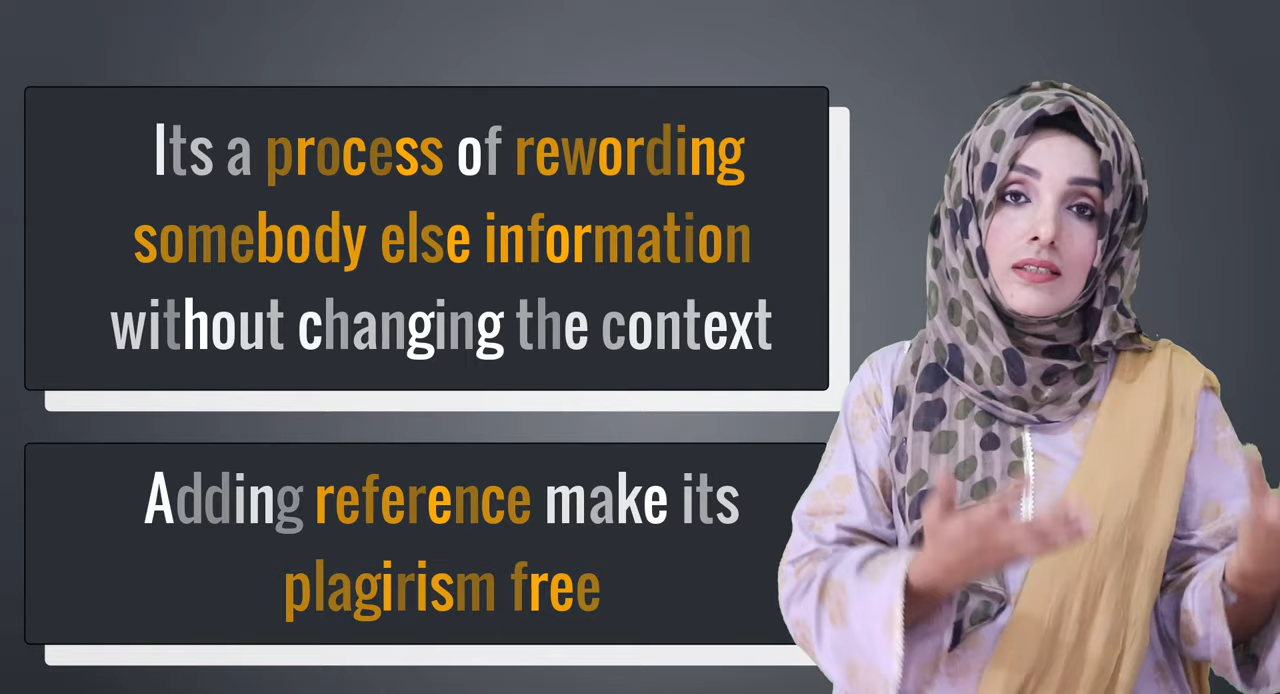 Its a process of rewording
somebody else information
without changing the context
Adding reference make its
plagirism free